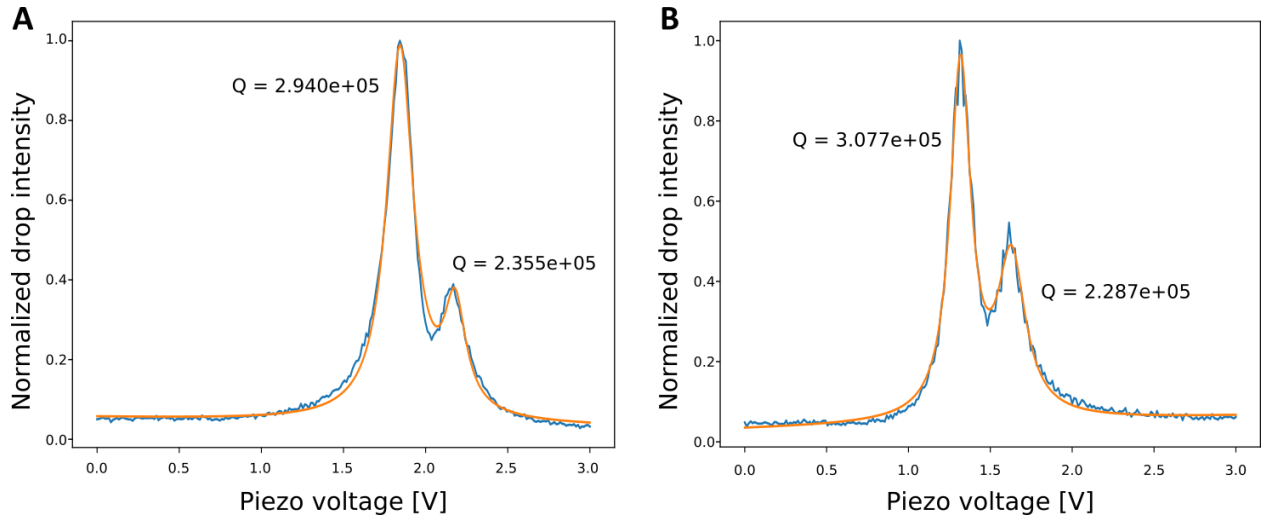 A
Normalized drop intensity
1.0
0.8
0.6
0.4
0.2
0.0
Q = 2.940e+05
Q = 2.355e+05
0.0 0.5 1.0 1.5 2.0 2.5 3.0
Piezo voltage [V]
B
Normalized drop intensity
1.0
0.8
0.6
0.4
0.2
0.0
Q = 3.077e+05
Q = 2.287e+05
0.0 0.5 1.0 1.5 2.0 2.5 3.0
Piezo voltage [V]